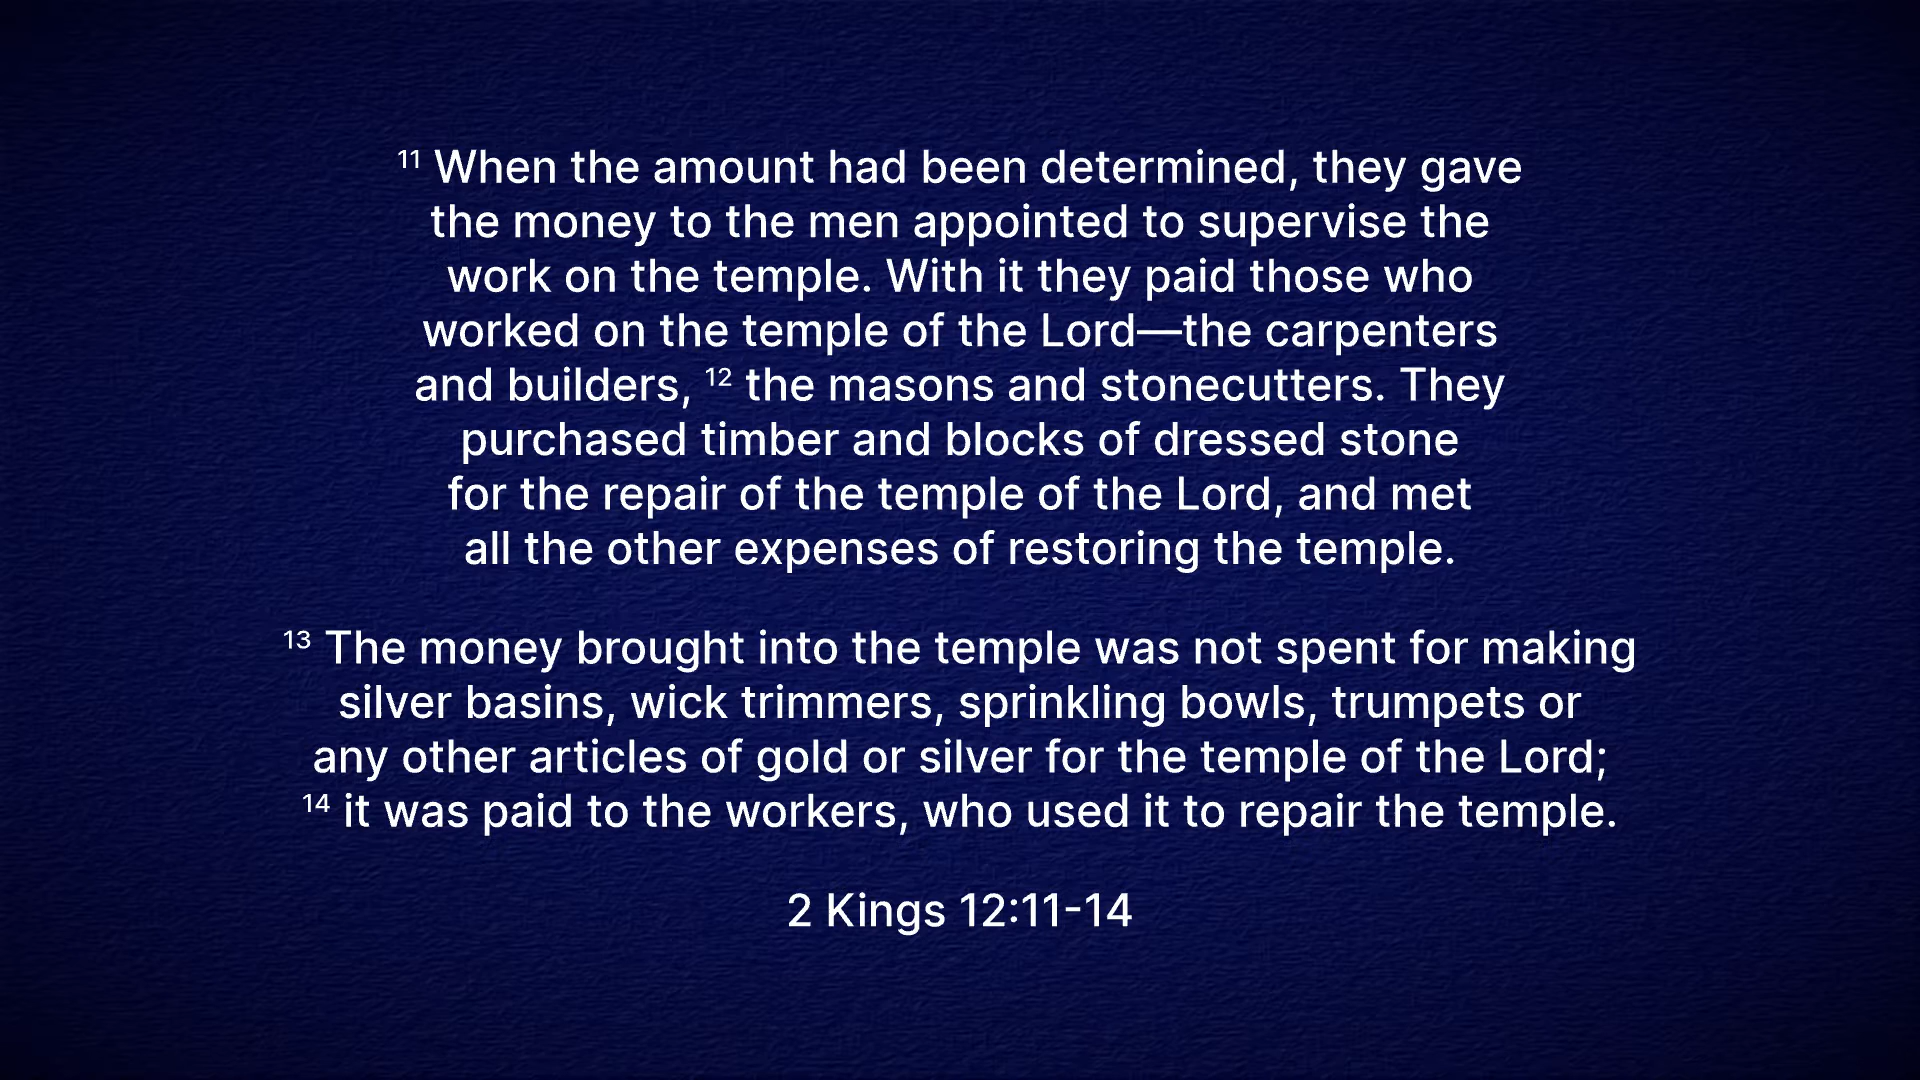 11 When the amount had been determined, they gave
the money to the men appointed to supervise the
work on the temple. With it they paid those who
worked on the temple of the Lord—the carpenters
and builders, 12 the masons and stonecutters. They
purchased timber and blocks of dressed stone
for the repair of the temple of the Lord, and met
all the other expenses of restoring the temple.
13 The money brought into the temple was not spent for making
silver basins, wick trimmers, sprinkling bowls, trumpets or
any other articles of gold or silver for the temple of the Lord;
14 it was paid to the workers, who used it to repair the temple.
2 Kings 12:11-14